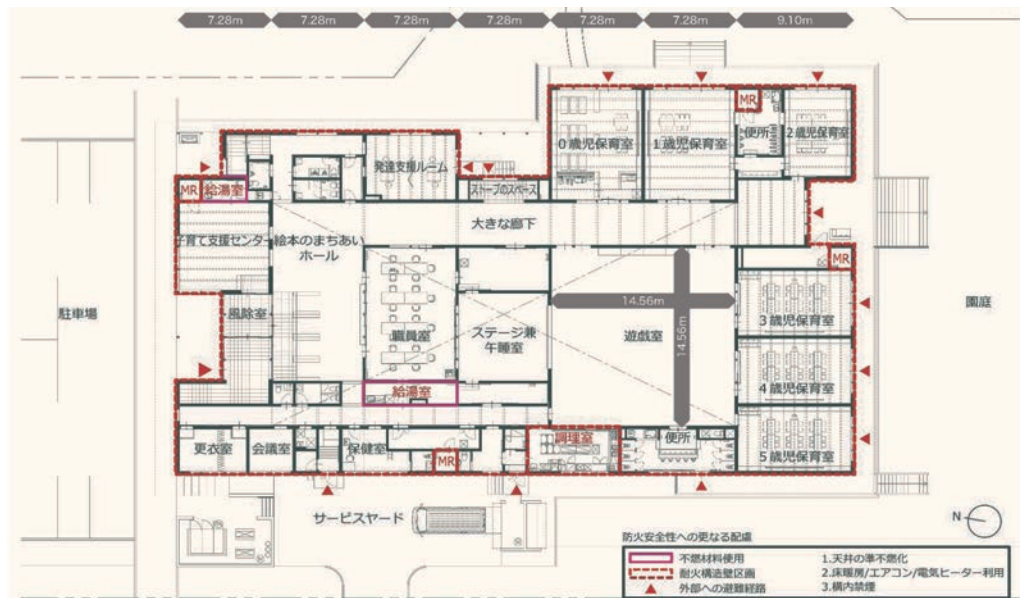 7.28m 7.28m 7.28m 7.28m 7.28m 7.28m 9.10m
MR
0歳児保育室
1歳児保育室
便所
2歳児保育室
発達支援ルーム
MR
給湯室
ストーブのスペース
大きな廊下
子育て支援センター
絵本のまちあい
ホール
MR
駐車場
風除室
職員室
ステージ兼
午睡室
14.56m
14.56m
遊戯室
3歳児保育室
園庭
4歳児保育室
給湯室
更衣室
会議室
保健室
MR
調理室
便所
5歳児保育室
サービスヤード
N
防火安全性への更なる配慮
不燃材料使用
耐火構造壁区画
外部への避難経路
1.天井の準不燃化
2.床暖房/エアコン/電気ヒーター利用
3.構内禁煙